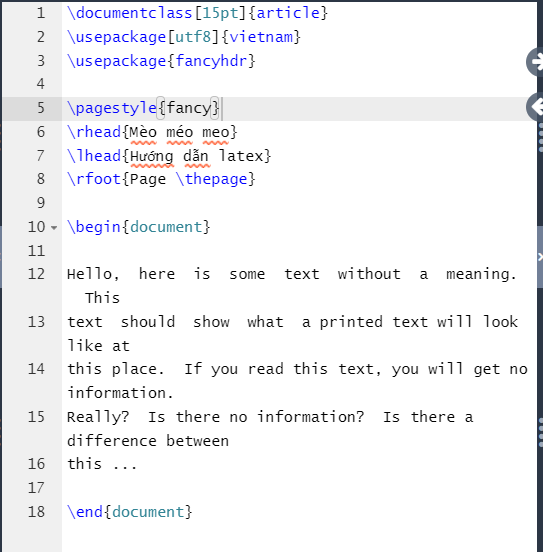 1 \documentclass[15pt]{article}
2 \usepackage[utf8]{vietnam}
3 \usepackage{fancyhdr}
4
5 \pagestyle{fancy}
6 \rhead{Mèo méo meo}
7 \lhead{Hướng dẫn latex}
8 \rfoot{Page \thepage}
9
10 \begin{document}
11
12 Hello,  here  is  some  text  without  a  meaning.
This
13 text  should  show  what  a printed text will look
like at
14 this place.  If you read this text, you will get no
information.
15 Really?  Is there no information?  Is there a
difference between
16 this ...
17
18 \end{document}